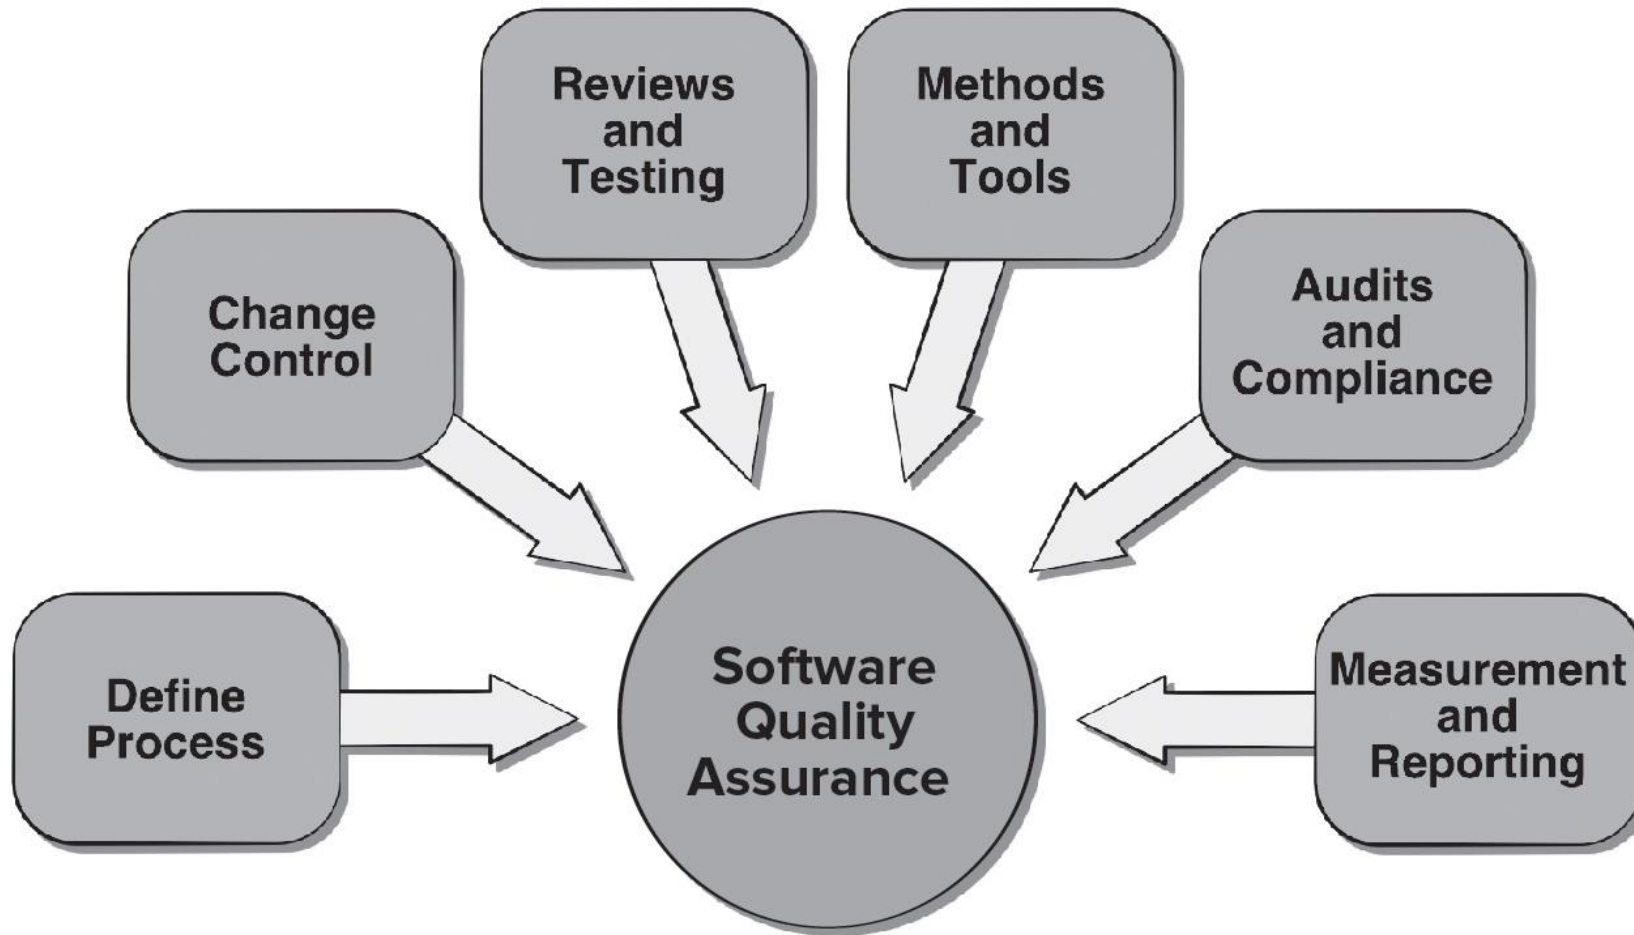 Reviews
and
Testing
Methods
and
Tools
Change
Control
Audits
and
Compliance
Define
Process
Software
Quality
Assurance
Measurement
and
Reporting